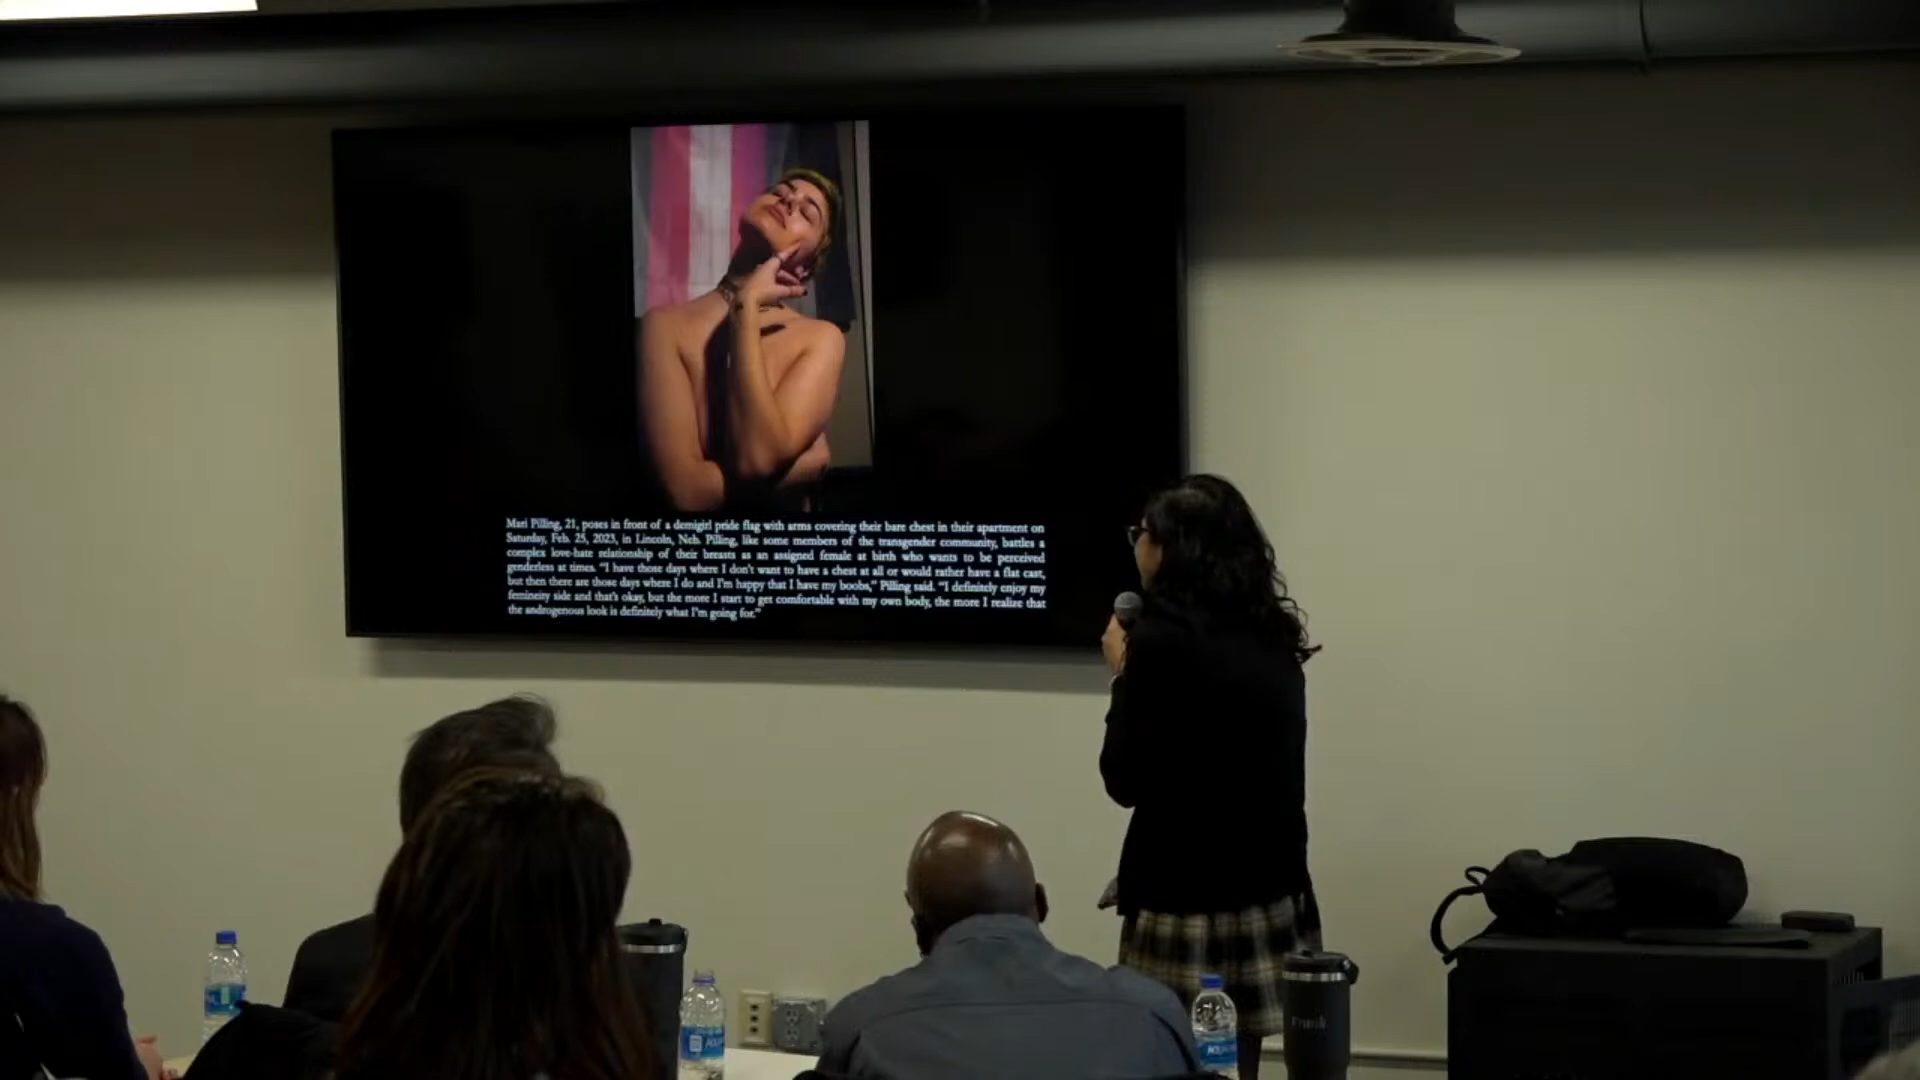 Mari Pilling, 21, poses in front of a demigirl pride flag with arms covering their bare chest in their apartment on
Saturday, Feb. 25, 2023, in Lincoln, Neb. Pilling, like some members of the transgender community, battles a
complex love-hate relationship of their breasts as an assigned female at birth who wants to be perceived
genderless at times. "I have those days where I don't want to have a chest at all or would rather have a flat cast,
but then there are those days where I do and I'm happy that I have my boobs," Pilling said. "I definitely enjoy my
femineity side and that's okay, but the more I start to get comfortable with my own body, the more I realize that
the androgenous look is definitely what I'm going for."